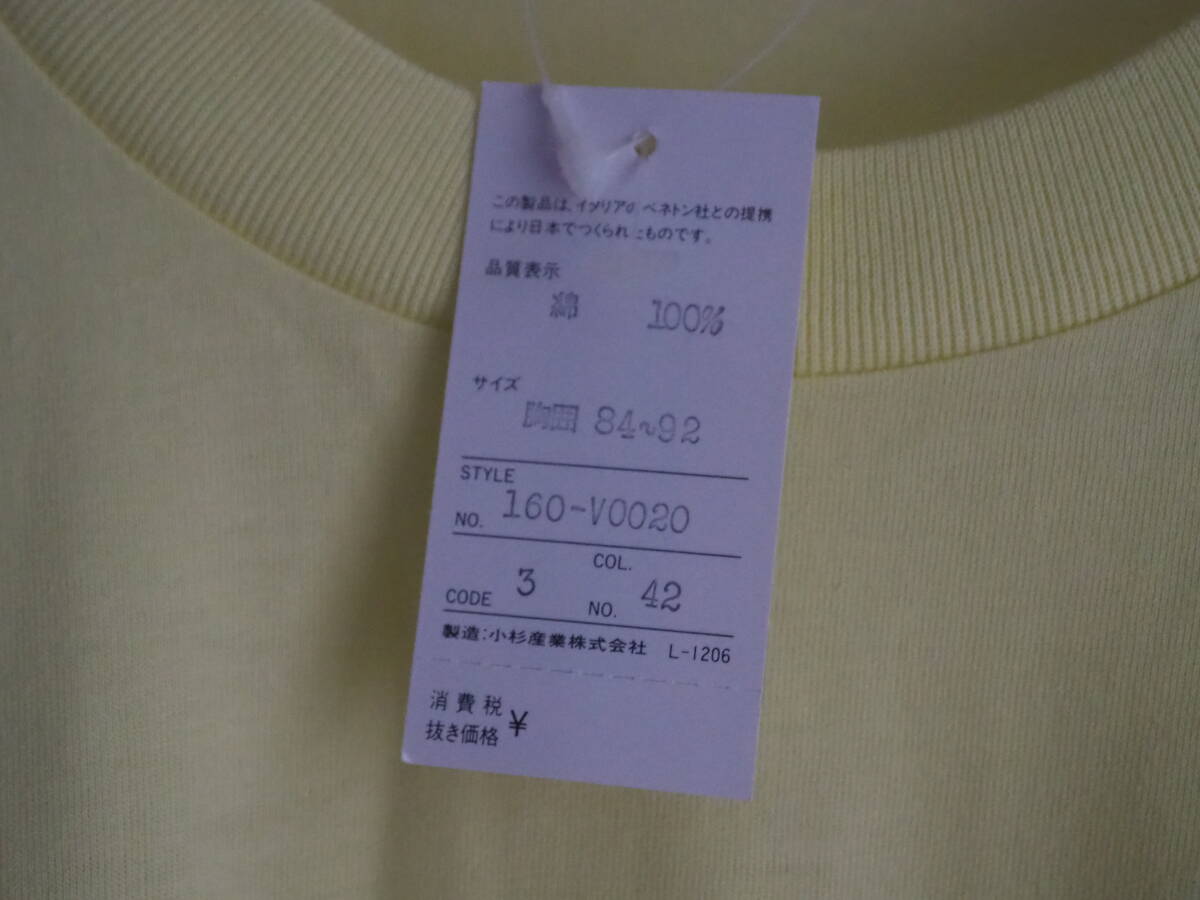 この製品は、イタリアの ベネトン社との提携
により日本でつくられたものです。
品質表示
綿 100%
サイズ
胸囲 84~92
STYLE
NO. 160-V0020
CODE 3 COL. NO. 42
製造:小杉産業株式会社 L-1206
消費税
抜き価格 ¥